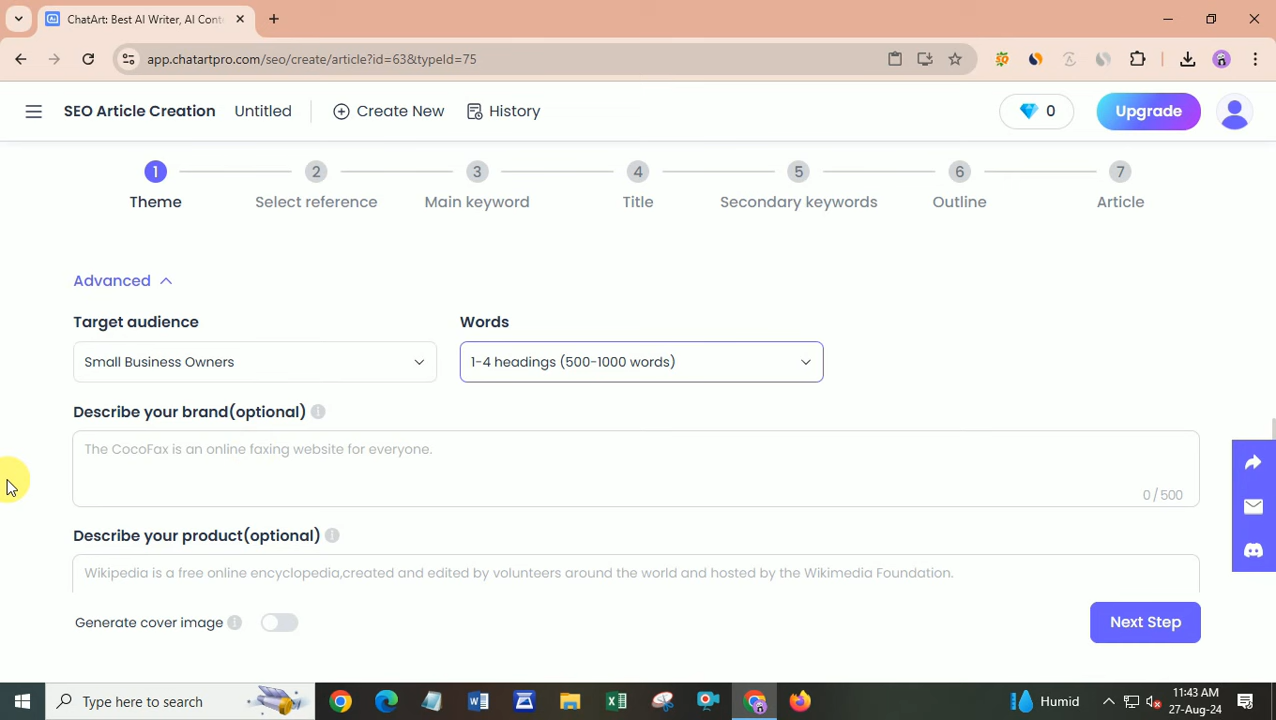 ChatArt: Best AI Writer, AI Conte
app.chatartpro.com/seo/create/article?id=63&typeId=75
SEO Article Creation Untitled Create New History 0 Upgrade
1 2 3 4 5 6 7
Theme Select reference Main keyword Title Secondary keywords Outline Article
Advanced
Target audience Words
Small Business Owners 1-4 headings (500-1000 words)
Describe your brand(optional)
The CocoFax is an online faxing website for everyone.
0 / 500
Describe your product(optional)
Wikipedia is a free online encyclopedia,created and edited by volunteers around the world and hosted by the Wikimedia Foundation.
Generate cover image Next Step
Type here to search Humid 11:43 AM
27-Aug-24